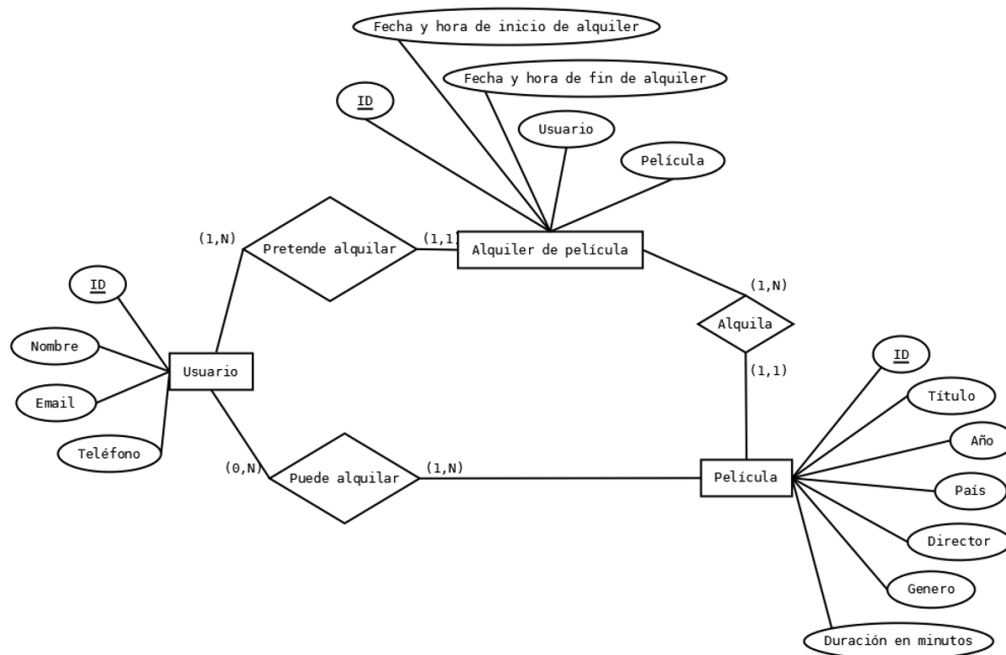 Fecha y hora de inicio de alquiler
Fecha y hora de fin de alquiler
ID
Usuario
Película
(1,N)
Pretende alquilar
(1,1)
Alquiler de película
ID
(1,N)
Alquila
Nombre
Usuario
(1,1)
ID
Email
Título
Teléfono
Año
(0,N)
Puede alquilar
(1,N)
Película
País
Director
Genero
Duración en minutos